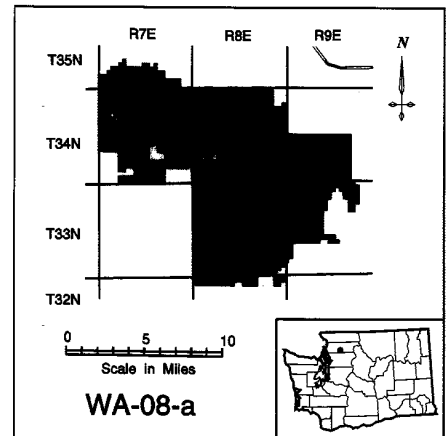 R7E R8E R9E
N
T35N
T34N
T33N
T32N
0 5 10
Scale in Miles
WA-08-a